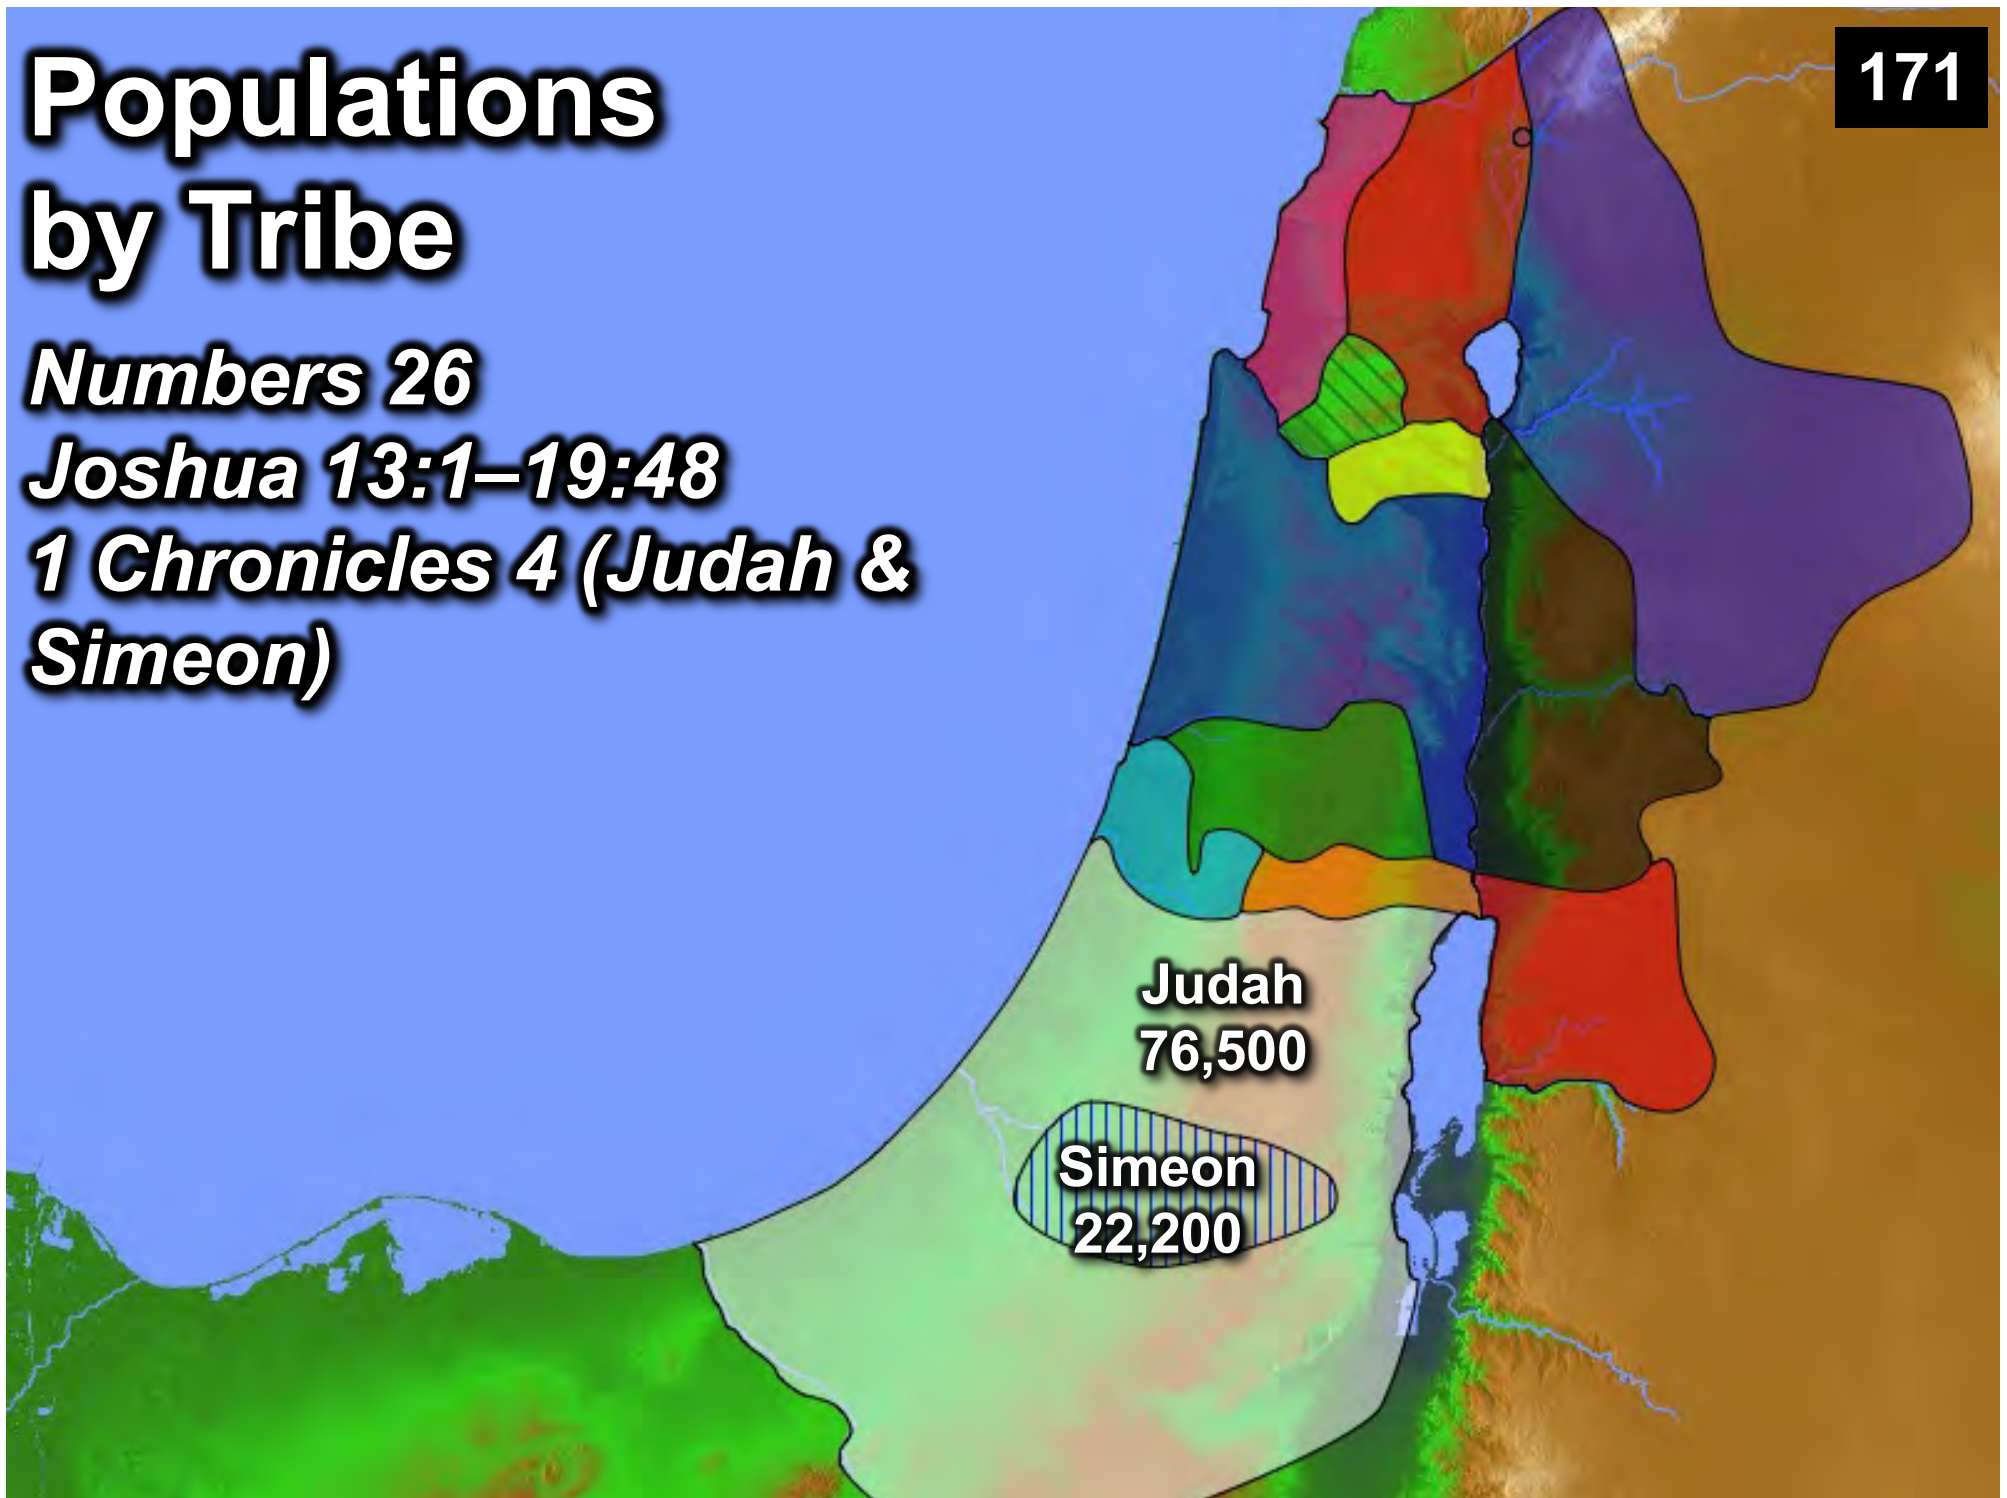 Populations
by Tribe
171
Numbers 26
Joshua 13:1–19:48
1 Chronicles 4 (Judah &
Simeon)
Judah
76,500
Simeon
22,200